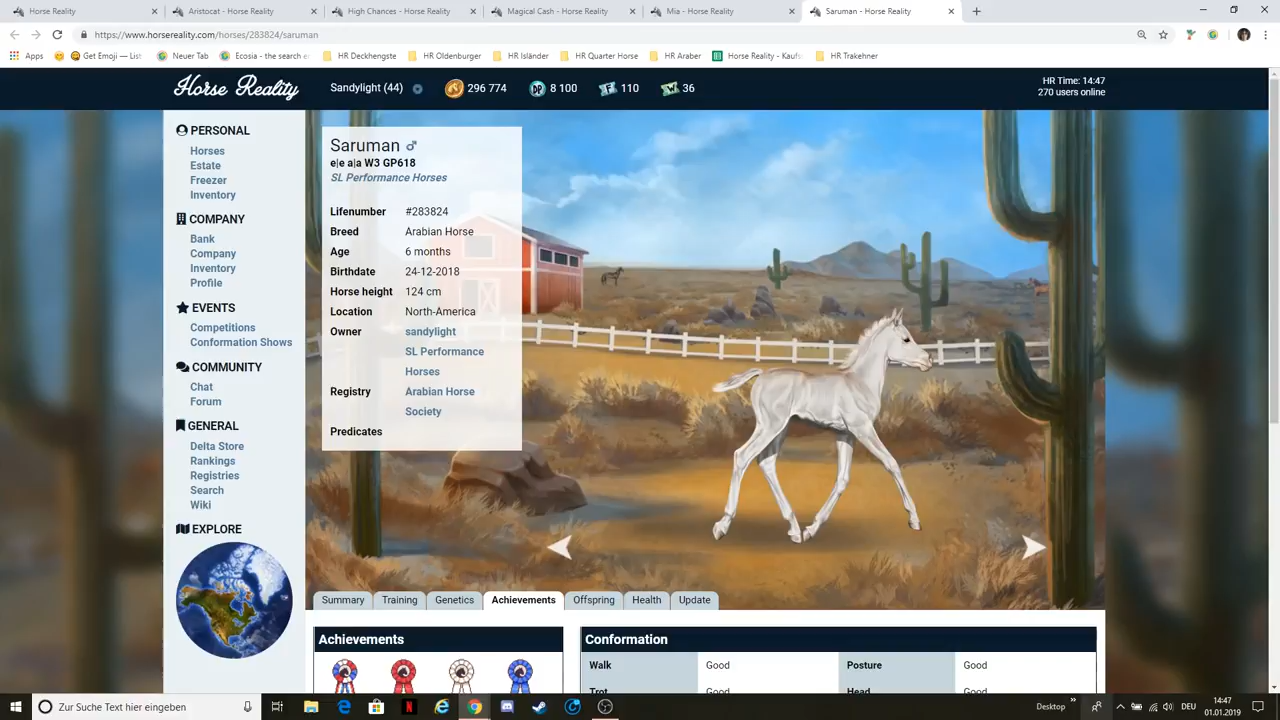 Horse Reality
Aristocat - Horse Reality
High Chances - Horse Reality
Magical Cash - Horse Reality
Mia - Horse Reality
Saruman - Horse Reality
https://www.horsereality.com/horses/283824/saruman
Apps
Get Emoji — List
Neuer Tab
Ecosia - the search e
HR Deckhengste
HR Oldenburger
HR Isländer
HR Quarter Horse
HR Araber
Horse Reality - Kaufs
HR Trakehner
Horse Reality
Sandylight (44)
296 774
8 100
110
36
HR Time: 14:47
270 users online
PERSONAL
Horses
Estate
Freezer
Inventory
COMPANY
Bank
Company
Inventory
Profile
EVENTS
Competitions
Conformation Shows
COMMUNITY
Chat
Forum
GENERAL
Delta Store
Rankings
Registries
Search
Wiki
EXPLORE
Saruman ♂
e|e a|a W3 GP618
SL Performance Horses
Lifenumber #283824
Breed Arabian Horse
Age 6 months
Birthdate 24-12-2018
Horse height 124 cm
Location North-America
Owner sandylight
SL Performance
Horses
Registry Arabian Horse
Society
Predicates
Summary
Training
Genetics
Achievements
Offspring
Health
Update
Achievements
Conformation
Walk Good Posture Good
Trot Good Head Good
Zur Suche Text hier eingeben
Desktop
DEU
14:47
01.01.2019